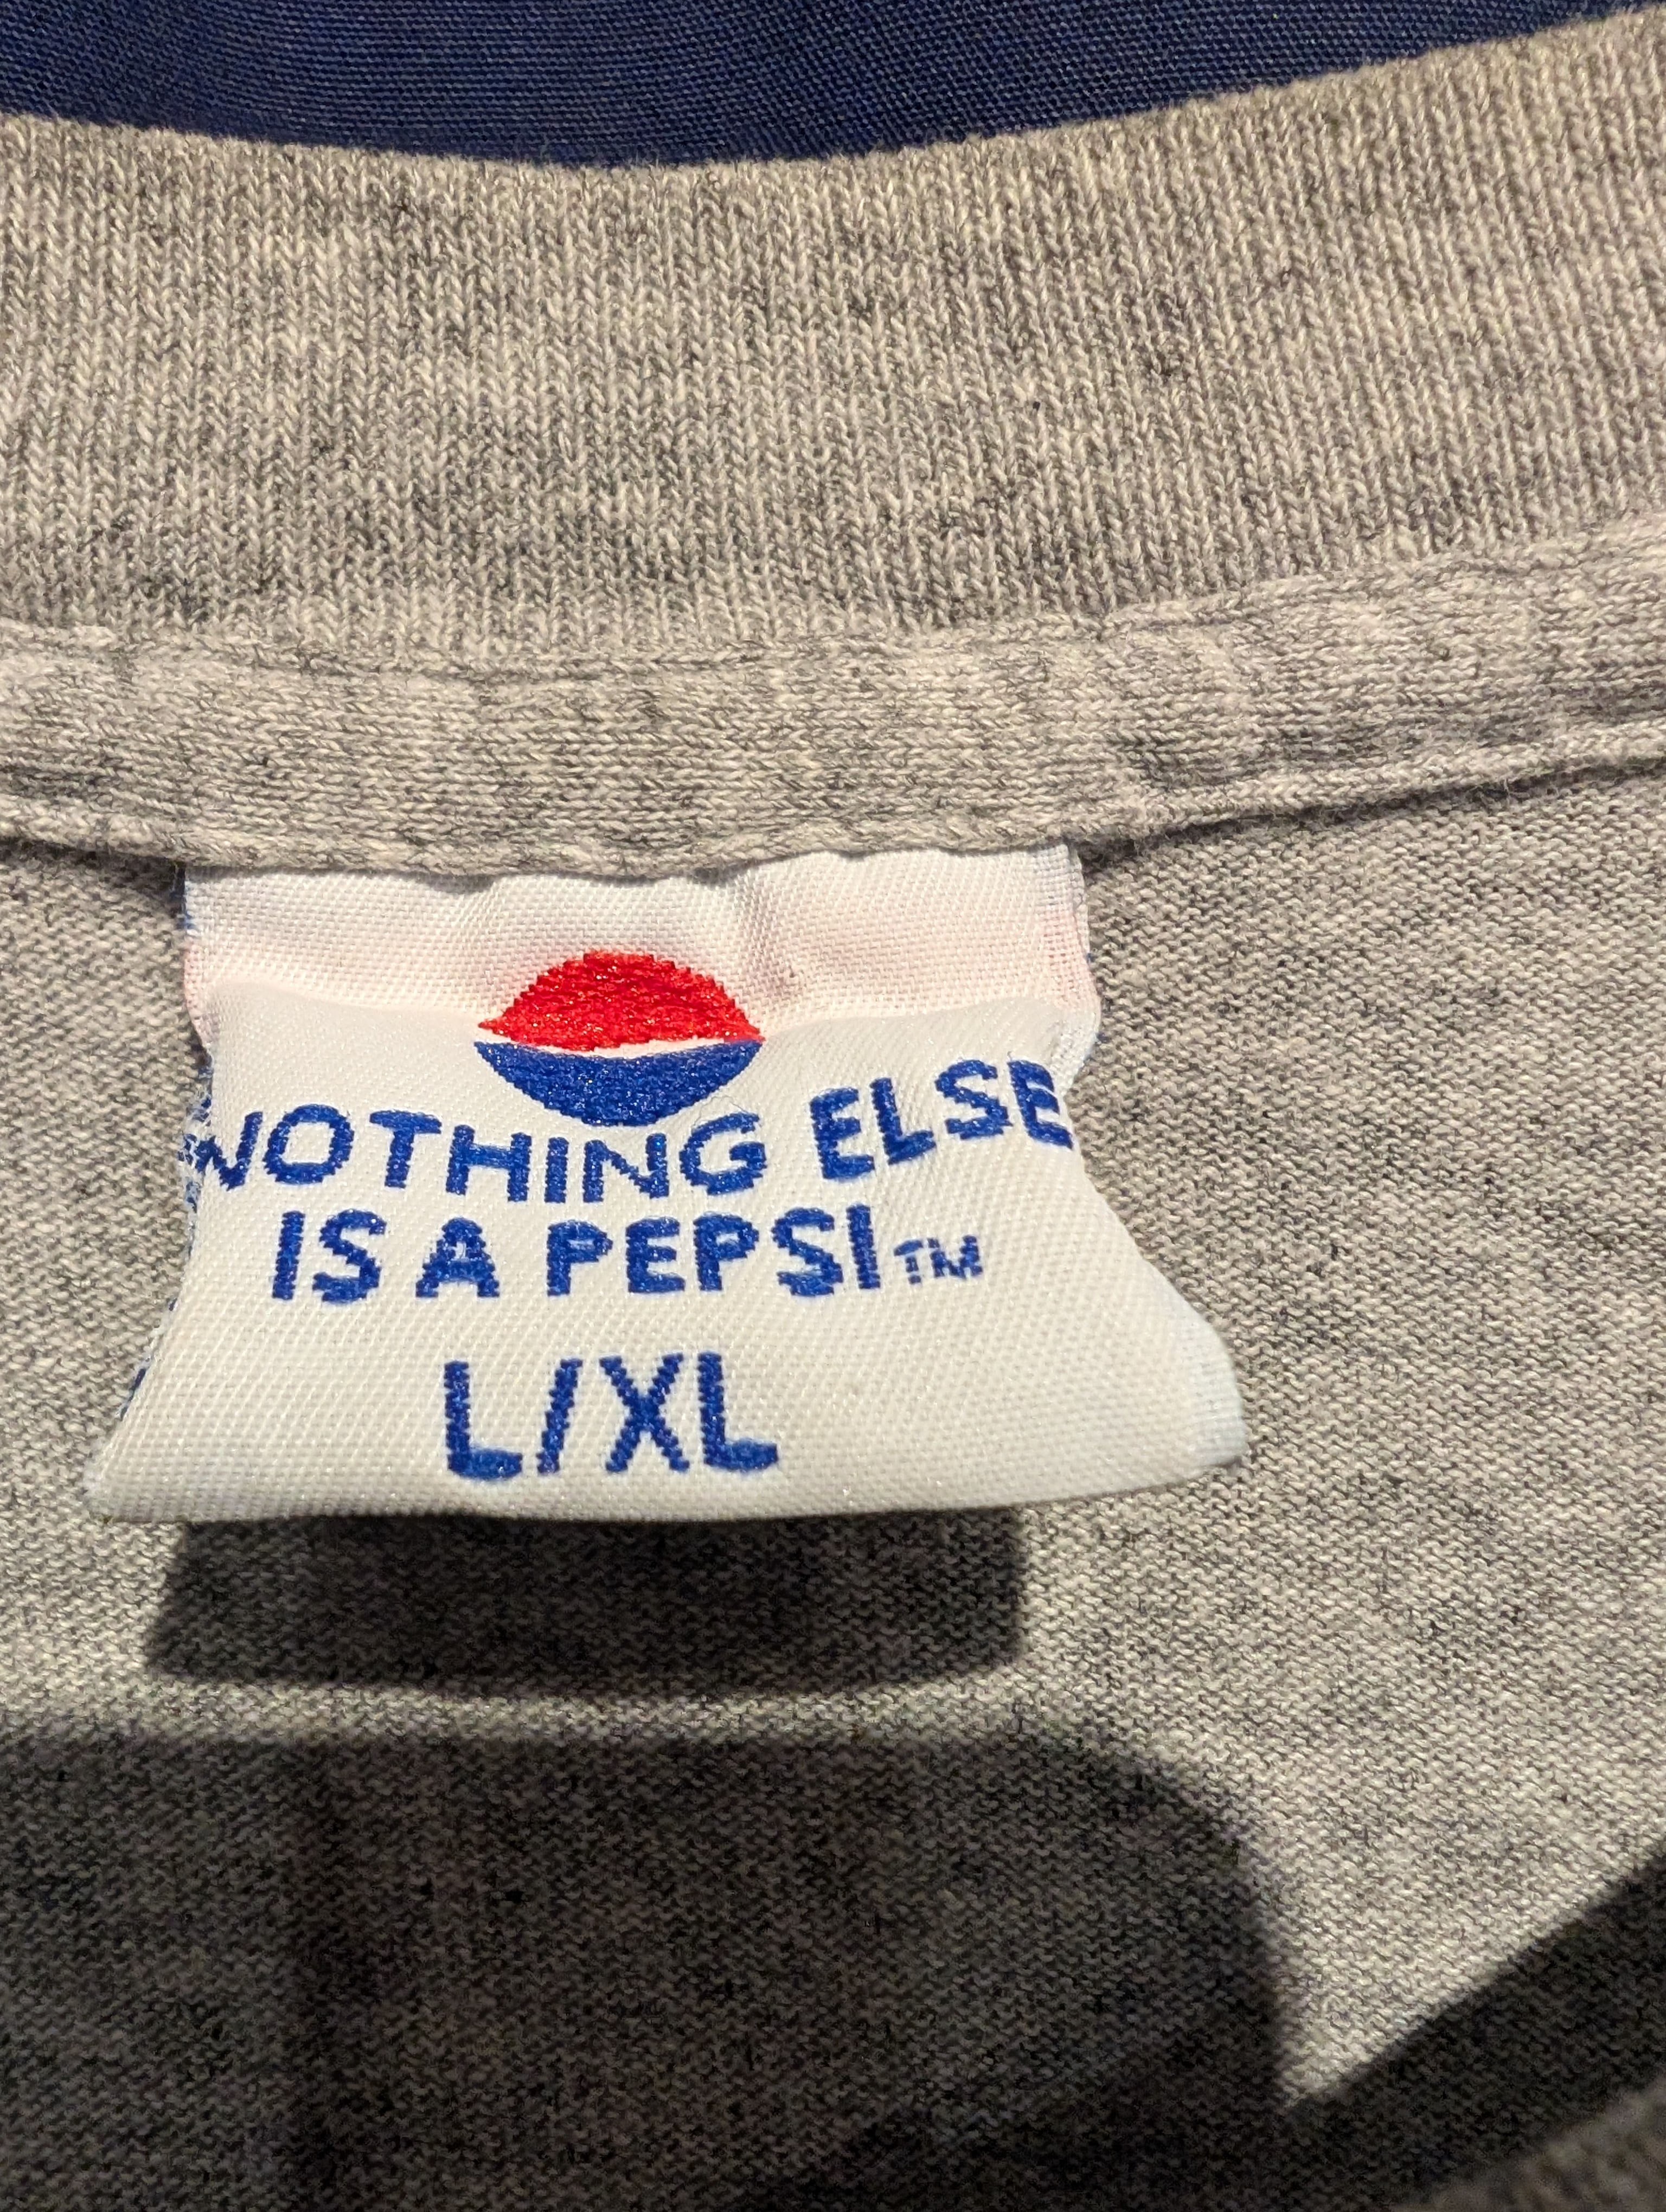 NOTHING ELSE
IS A PEPSI™
L/XL